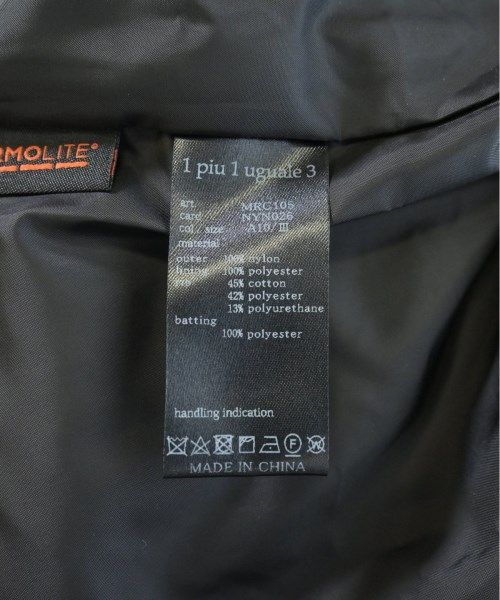 RMOLITE®
1 piu 1 uguale 3
art. MRC105
card NYN026
col./size A10/III
material
outer 100% nylon
lining 100% polyester
45% cotton
42% polyester
13% polyurethane
batting
100% polyester
handling indication
F W
MADE IN CHINA